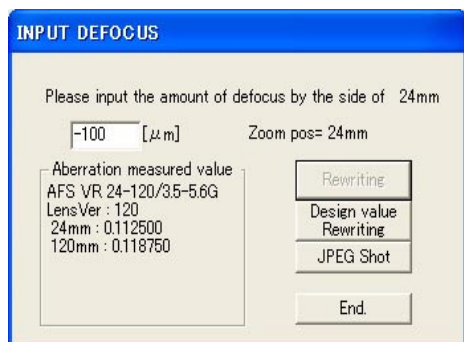 INPUT DEFOCUS
Please input the amount of defocus by the side of 24mm
-100 [μm] Zoom pos= 24mm
Aberration measured value
AFS VR 24-120/3.5-5.6G
LensVer : 120
24mm : 0.112500
120mm : 0.118750
Rewriting
Design value
Rewriting
JPEG Shot
End.